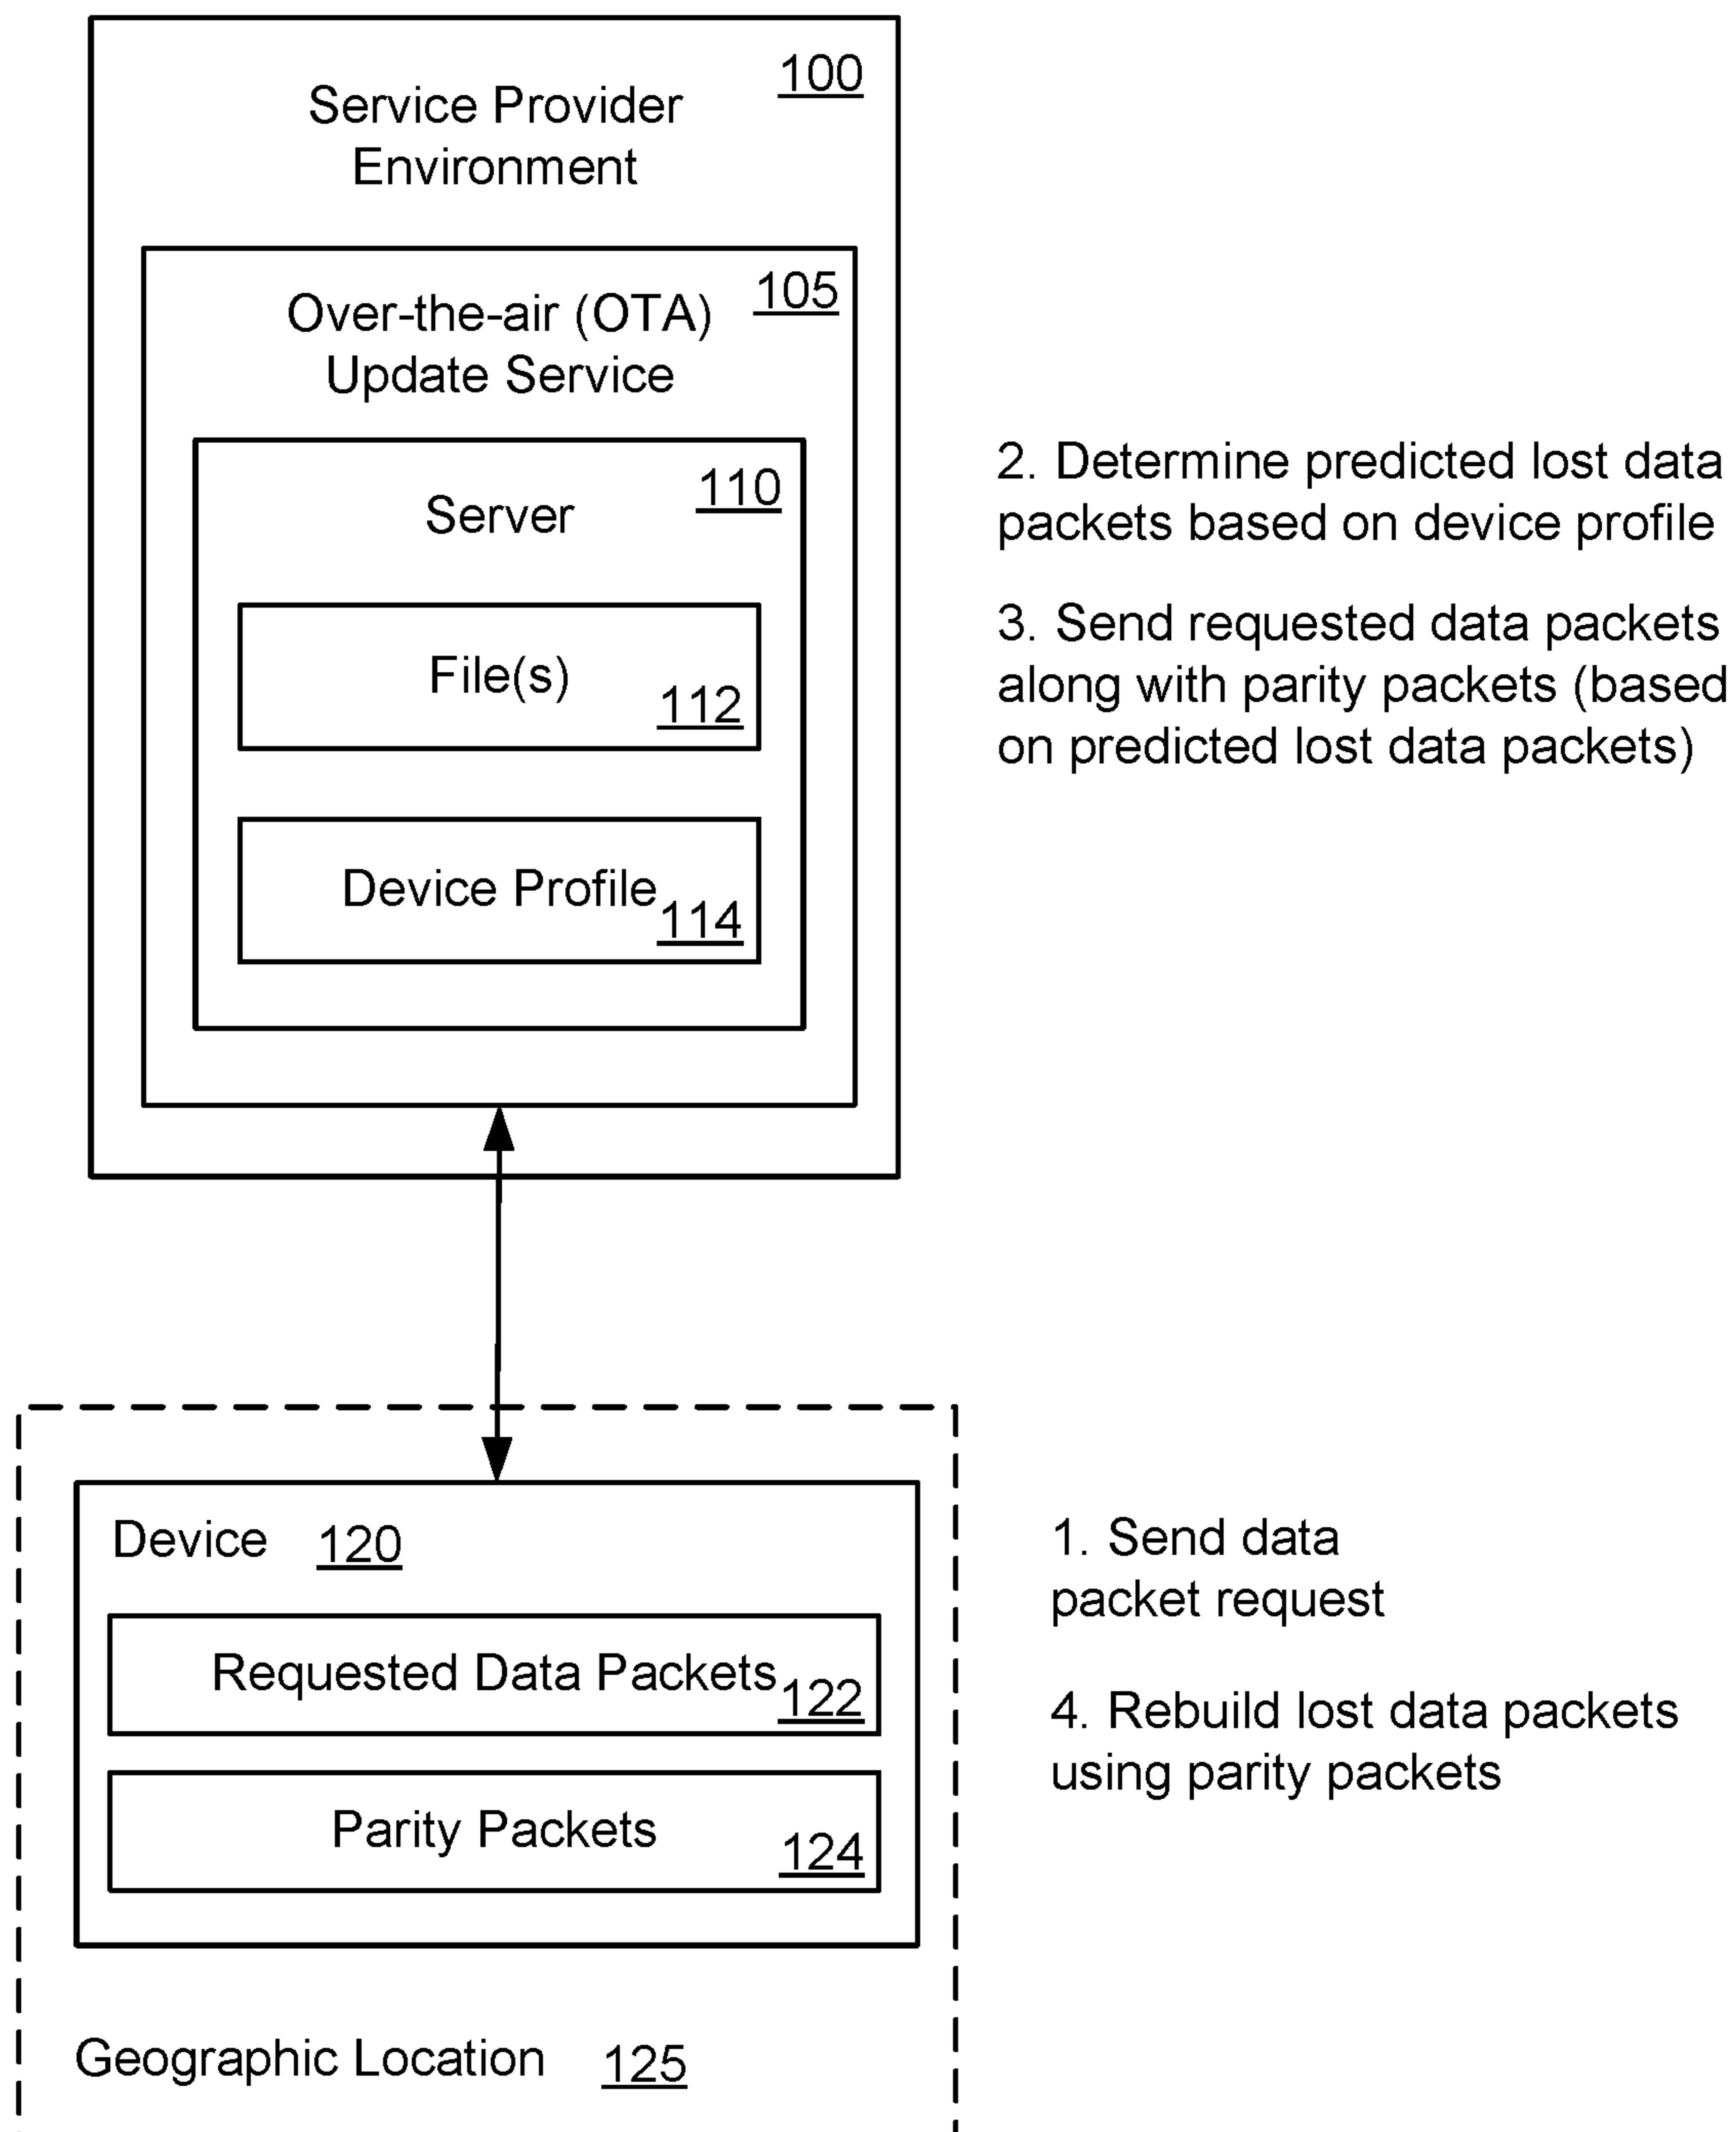 100
Service Provider
Environment
105
Over-the-air (OTA)
Update Service
110
Server
File(s)
112
Device Profile
114
2. Determine predicted lost data
packets based on device profile
3. Send requested data packets
along with parity packets (based
on predicted lost data packets)
Device 120
Requested Data Packets
122
Parity Packets
124
Geographic Location 125
1. Send data
packet request
4. Rebuild lost data packets
using parity packets